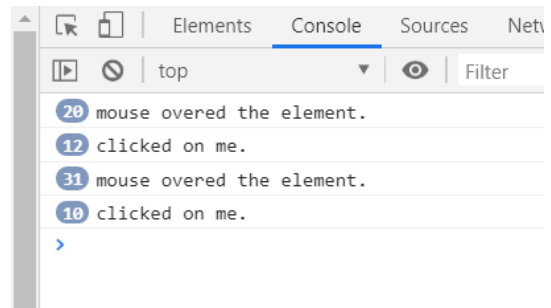 Elements Console Sources Netw
top Filter
20 mouse overed the element.
12 clicked on me.
31 mouse overed the element.
10 clicked on me.